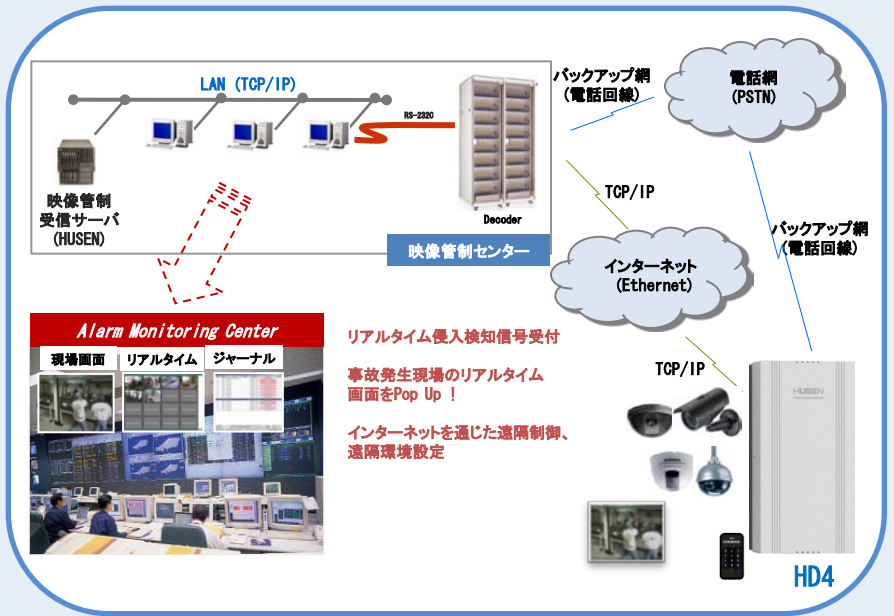 LAN (TCP/IP)
RS-2320
映像管制
受信サーバ
(HUSEN)
Decoder
映像管制センター
バックアップ網
(電話回線)
電話網
(PSTN)
TCP/IP
インターネット
(Ethernet)
バックアップ網
(電話回線)
TCP/IP
Alarm Monitoring Center
現場画面
リアルタイム
ジャーナル
リアルタイム侵入検知信号受付
事故発生現場のリアルタイム
画面をPop Up !
インターネットを通じた遠隔制御、
遠隔環境設定
HUSEN
HD4